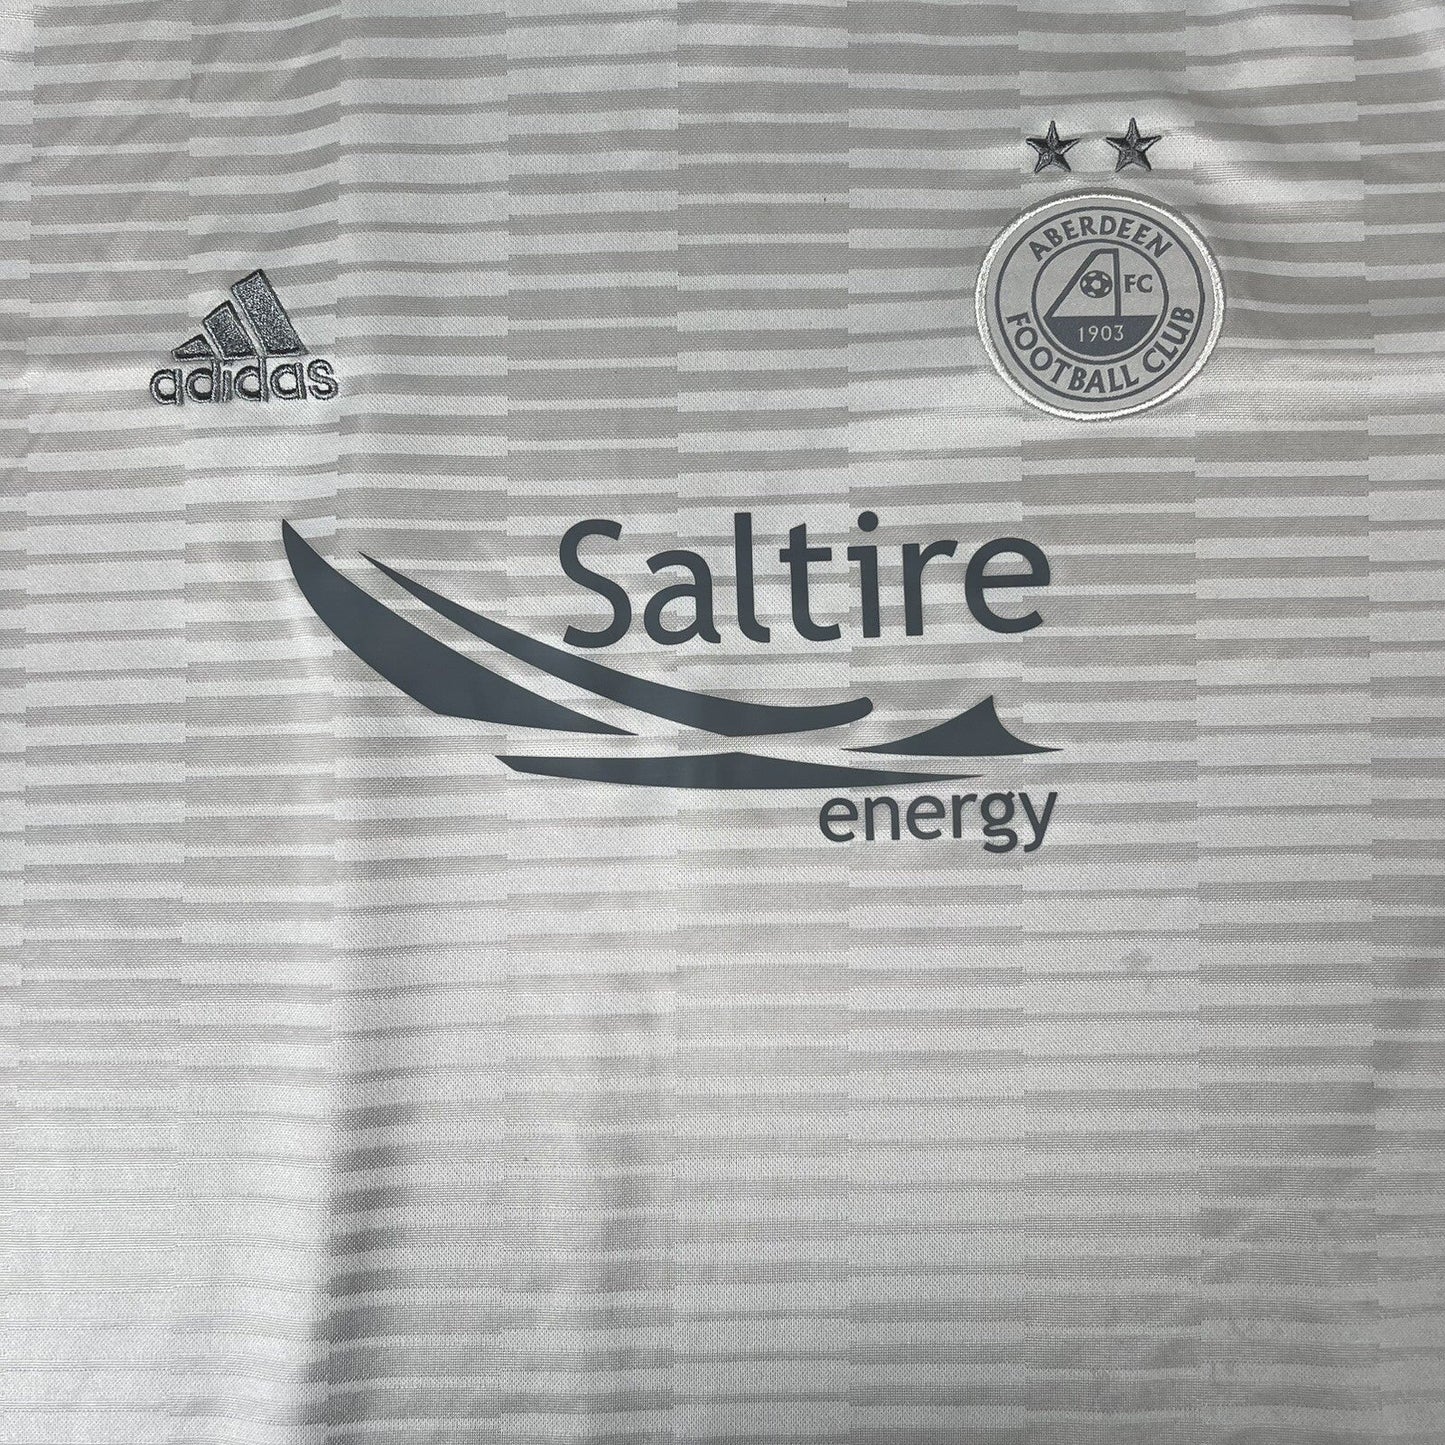 adidas
ABERDEEN
FC
1903
FOOTBALL CLUB
Saltire
energy